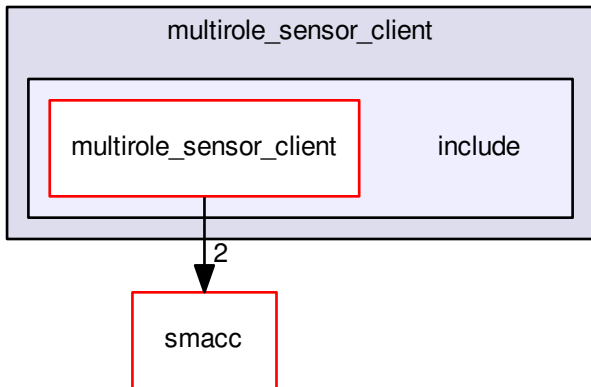 multirole_sensor_client
multirole_sensor_client
include
2
smacc